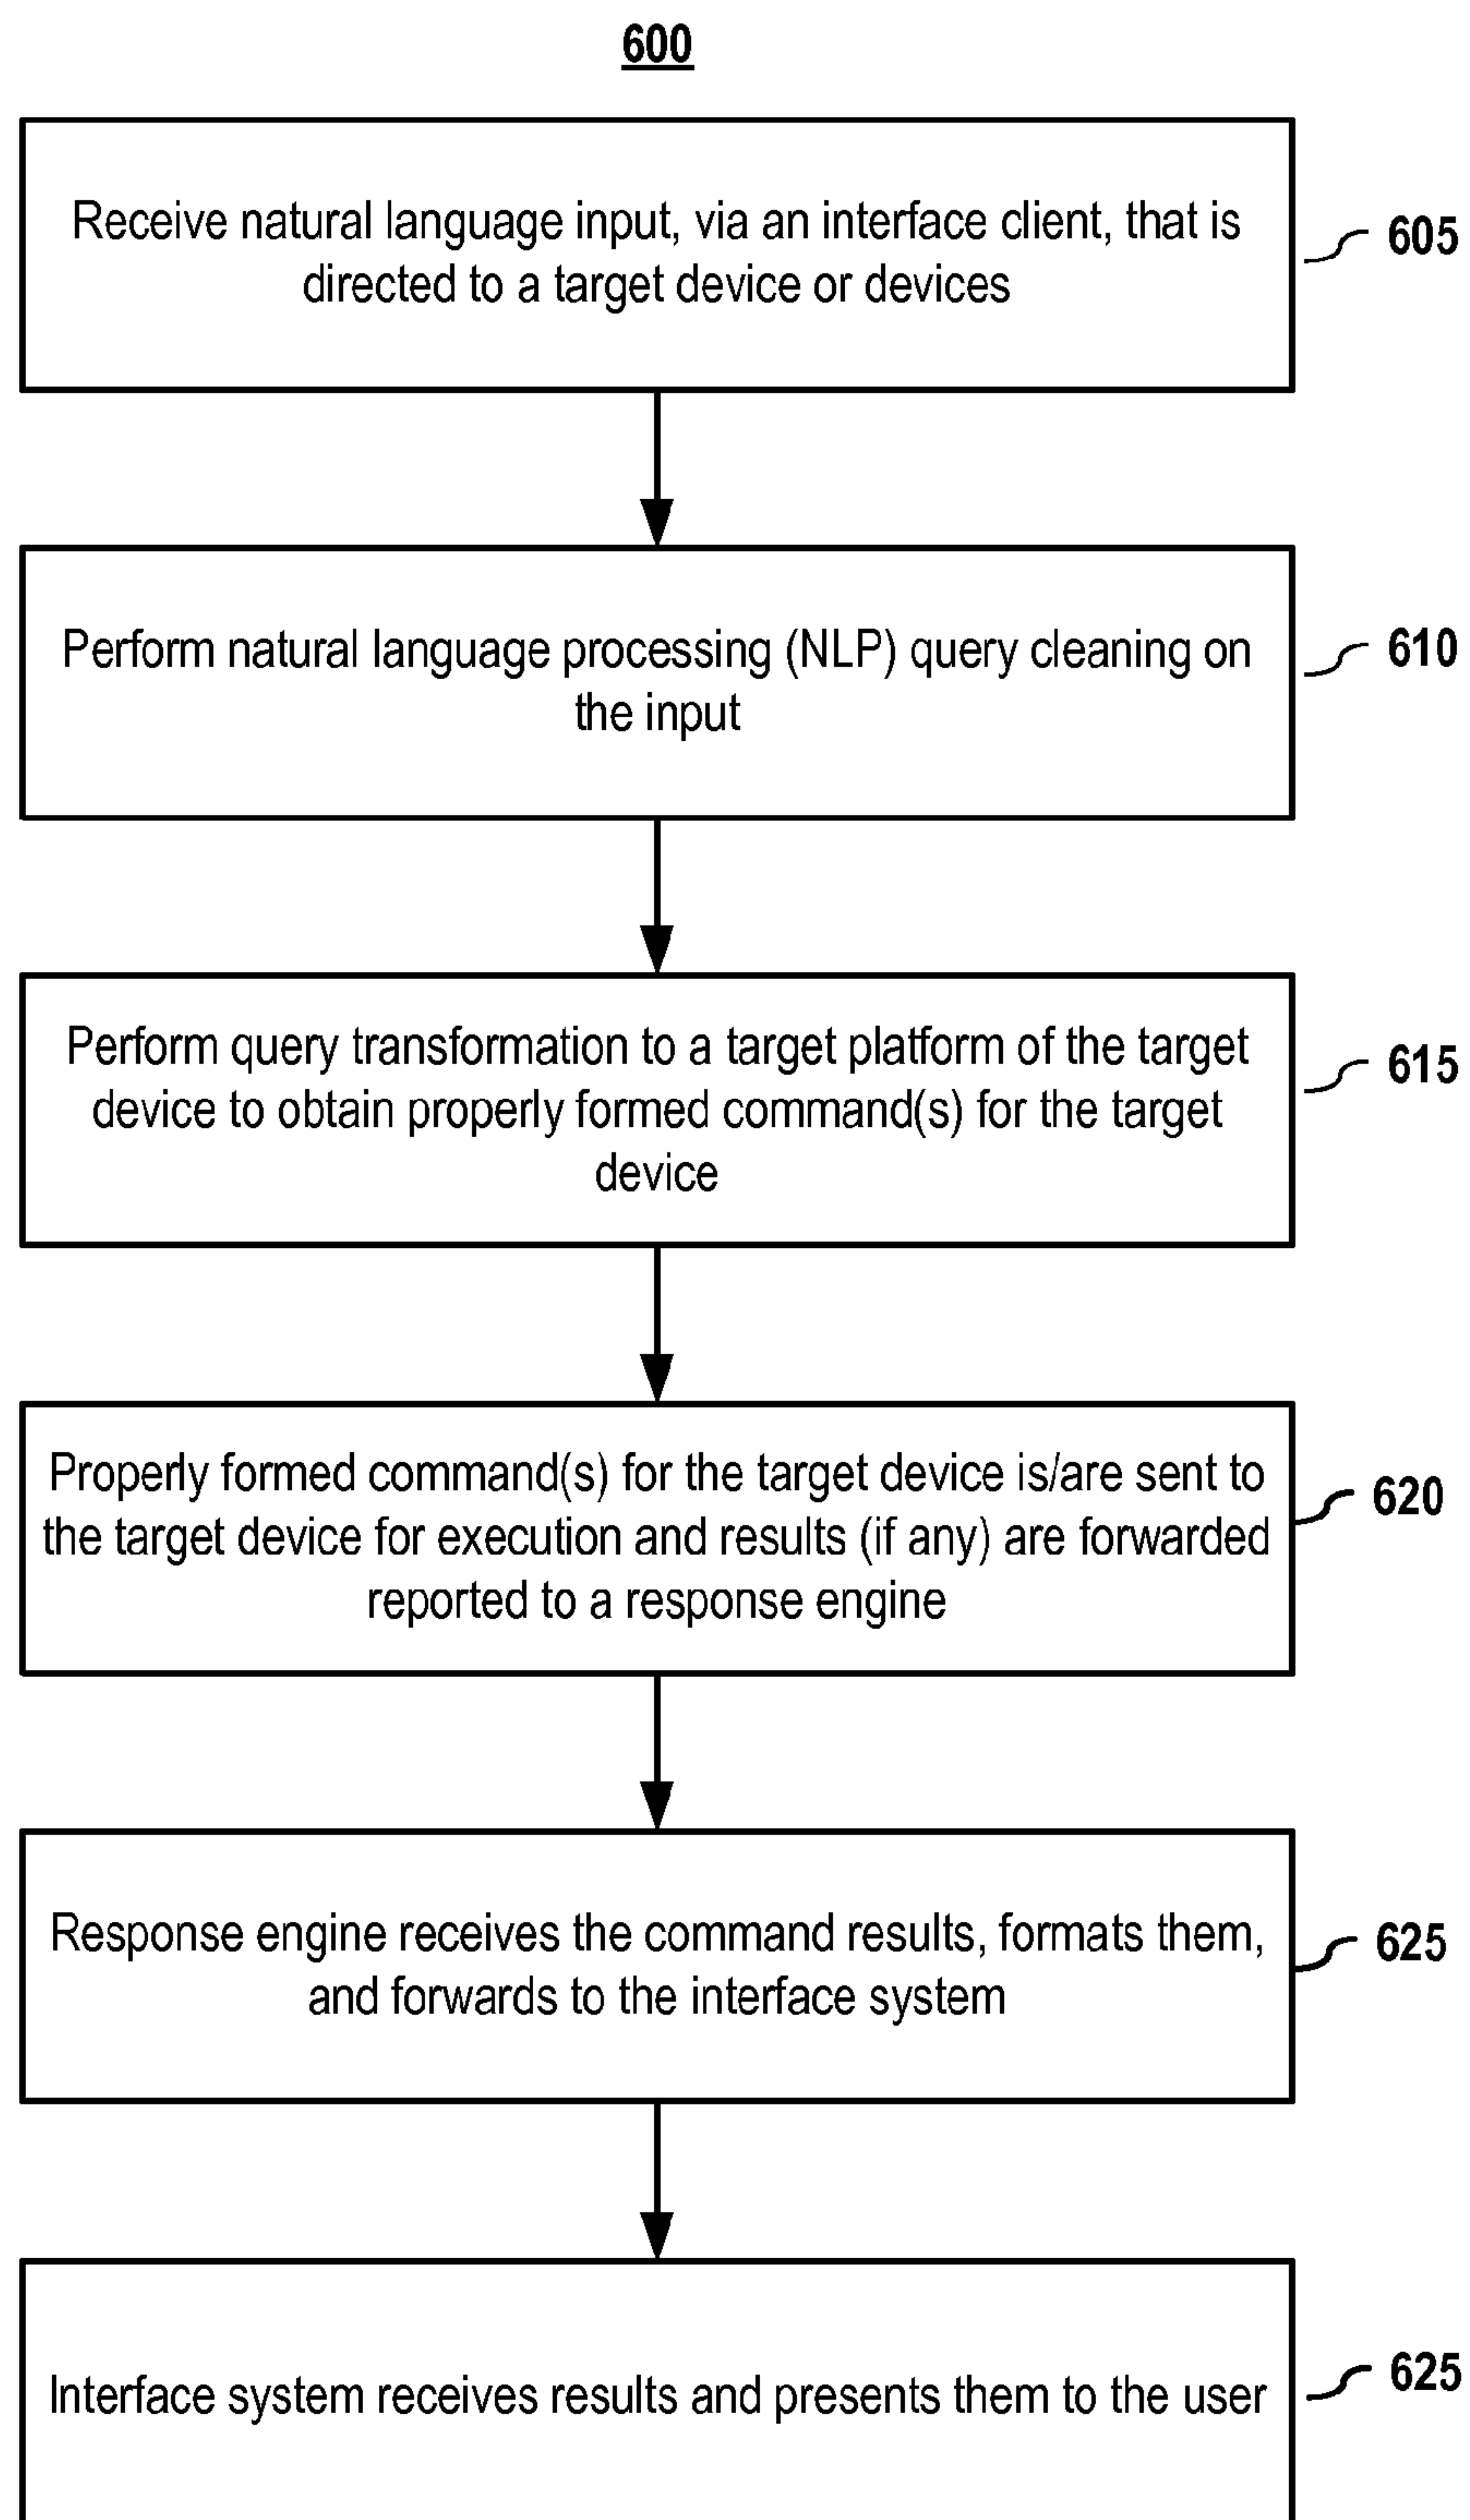 600
Receive natural language input, via an interface client, that is
directed to a target device or devices
605
Perform natural language processing (NLP) query cleaning on
the input
610
Perform query transformation to a target platform of the target
device to obtain properly formed command(s) for the target
device
615
Properly formed command(s) for the target device is/are sent to
the target device for execution and results (if any) are forwarded
reported to a response engine
620
Response engine receives the command results, formats them,
and forwards to the interface system
625
Interface system receives results and presents them to the user
625